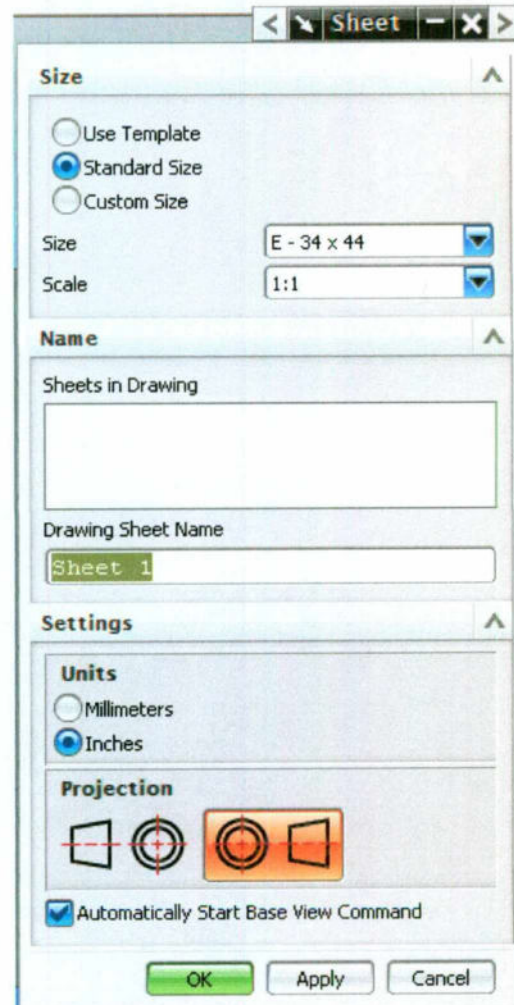 Sheet
Size
Use Template
Standard Size
Custom Size
Size E - 34 x 44
Scale 1:1
Name
Sheets in Drawing
Drawing Sheet Name
Sheet 1
Settings
Units
Millimeters
Inches
Projection
Automatically Start Base View Command
OK Apply Cancel